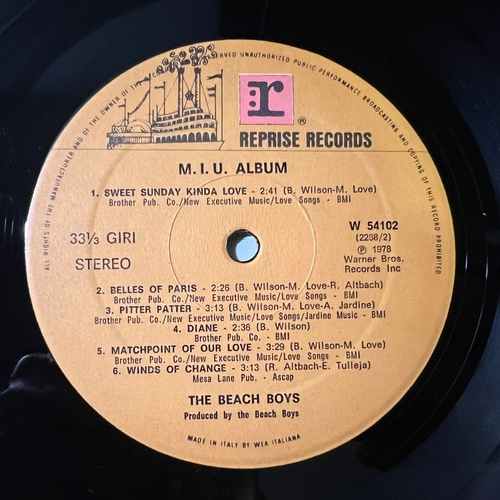 ALL RIGHTS OF THE MANUFACTURER AND OF THE OWNER OF THE
RESERVED UNAUTHORIZED PUBLIC PERFORMANCE BROADCASTING AND COPYING PROHIBITED
r
®
REPRISE RECORDS
M.I.U. ALBUM
1. SWEET SUNDAY KINDA LOVE - 2:41 (B. Wilson-M. Love)
Brother Pub. Co./New Executive Music/Love Songs - BMI
33⅓ GIRI
STEREO
W 54102
(2268/2)
Ⓟ 1978
Warner Bros.
Records Inc
2. BELLES OF PARIS - 2:26 (B. Wilson-M. Love-R. Altbach)
Brother Pub. Co./New Executive Music/Love Songs - BMI
3. PITTER PATTER - 3:13 (B. Wilson-M.Love-A. Jardine)
Brother Pub. Co./New Executive Music/Love Songs/Jardine Music - BMI
4. DIANE - 2:36 (B. Wilson)
Brother Pub. Co. - BMI
5. MATCHPOINT OF OUR LOVE - 3:29 (B. Wilson-M. Love)
Brother Pub. Co./New Executive Music/Love Songs - BMI
6. WINDS OF CHANGE - 3:13 (R. Altbach-E. Tulleja)
Mesa Lane Pub. - Ascap
THE BEACH BOYS
Produced by the Beach Boys
MADE IN ITALY BY WEA ITALIANA